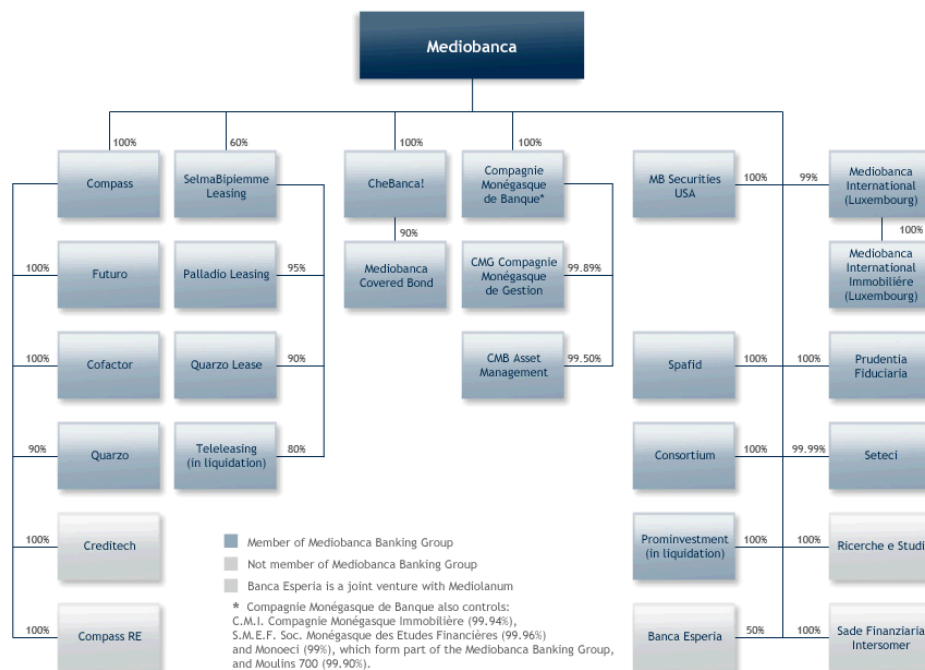 Mediobanca
100%
60%
100%
100%
Compass
SelmaBipiemme
Leasing
CheBanca!
Compagnie
Monégasque
de Banque*
MB Securities
USA
100%
99%
Mediobanca
International
(Luxembourg)
90%
100%
100%
Futuro
Palladio Leasing
95%
Mediobanca
Covered Bond
CMG Compagnie
Monégasque
de Gestion
99.89%
Mediobanca
International
Immobiliére
(Luxembourg)
100%
Cofactor
Quarzo Lease
90%
CMB Asset
Management
99.50%
Spafid
100%
100%
Prudentia
Fiduciaria
90%
Quarzo
Teleleasing
(in liquidation)
80%
Consortium
100%
99.99%
Seteci
100%
Creditech
Prominvestment
(in liquidation)
100%
100%
Ricerche e Studi
100%
Compass RE
Banca Esperia
50%
100%
Sade Finanziaria
Intersomer
Member of Mediobanca Banking Group
Not member of Mediobanca Banking Group
Banca Esperia is a joint venture with Mediolanum
* Compagnie Monégasque de Banque also controls:
C.M.I. Compagnie Monégasque Immobilière (99.94%),
S.M.E.F. Soc. Monégasque des Etudes Financières (99.96%)
and Monoeci (99%), which form part of the Mediobanca Banking Group,
and Moulins 700 (99.90%).